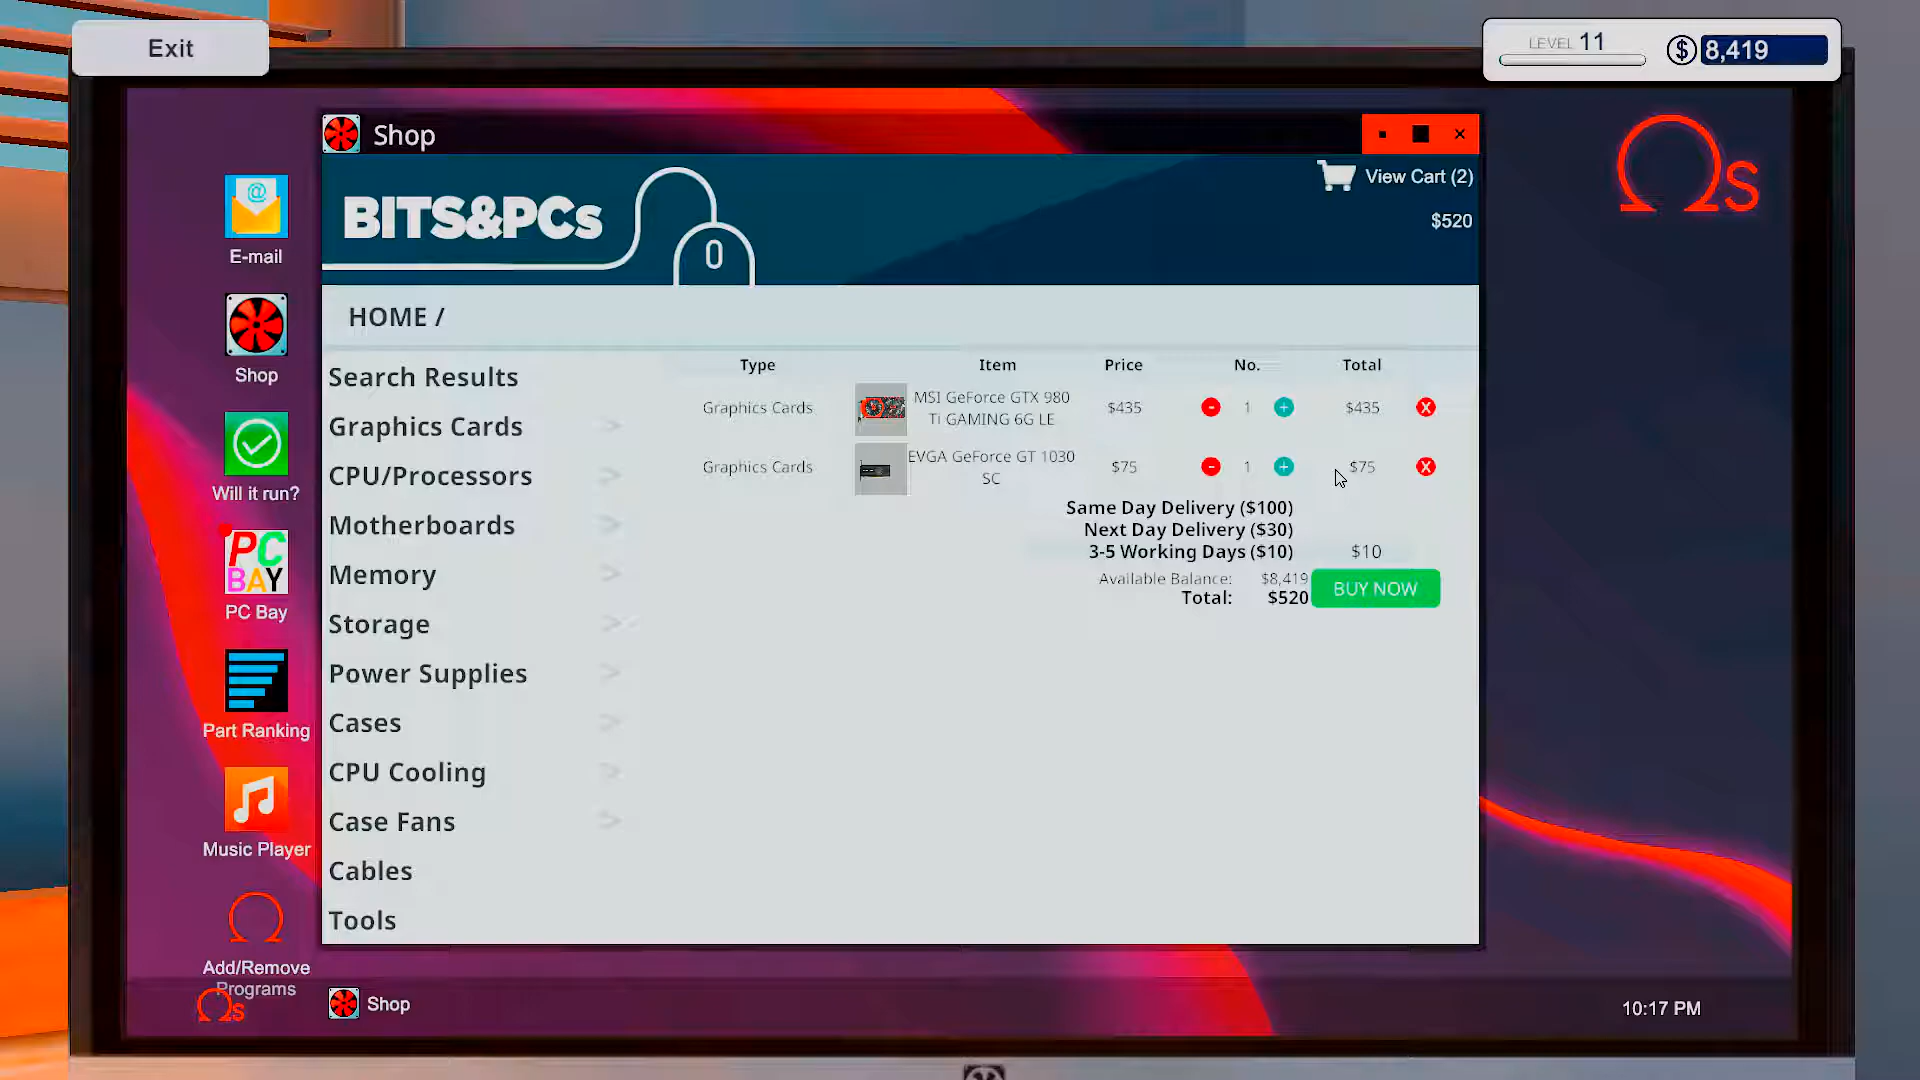 Exit
LEVEL 11
$ 8,419
Shop
BITS&PCs
View Cart (2)
$520
HOME /
Search Results
Graphics Cards >
CPU/Processors >
Motherboards >
Memory >
Storage >
Power Supplies >
Cases >
CPU Cooling >
Case Fans >
Cables
Tools
Type Item Price No. Total
Graphics Cards MSI GeForce GTX 980 Ti GAMING 6G LE $435 - 1 + $435 X
Graphics Cards EVGA GeForce GT 1030 SC $75 - 1 + $75 X
Same Day Delivery ($100)
Next Day Delivery ($30)
3-5 Working Days ($10) $10
Available Balance: $8,419
Total: $520
BUY NOW
E-mail
Shop
Will it run?
PC BAY
PC Bay
Part Ranking
Music Player
Add/Remove
Programs
Ωs
Ωs
Shop
10:17 PM